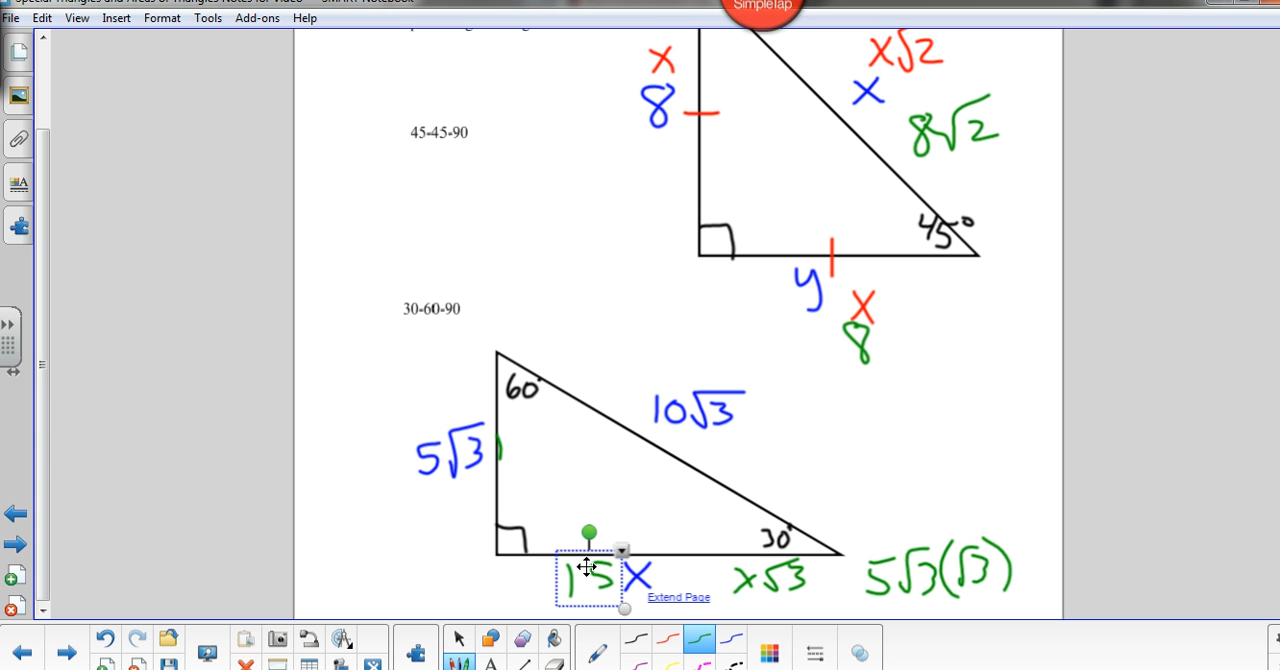 SimpleTap
File Edit View Insert Format Tools Add-ons Help
x
8
x√2
x
8√2
45-45-90
45°
y
x
8
30-60-90
60°
10√3
5√3
30°
15
x
x√3
5√3(√3)
Extend Page
A